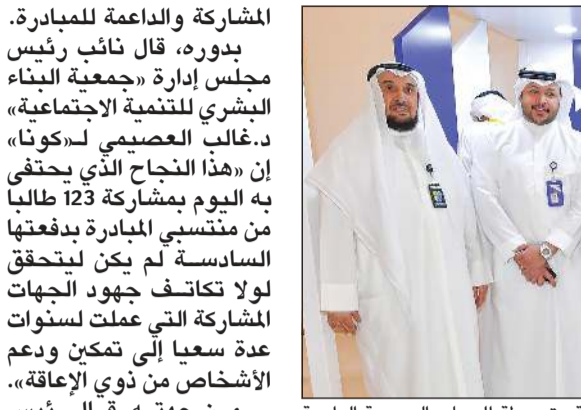 المشاركة والداعمة للمبادرة.
بدوره، قال نائب رئيس
مجلس إدارة «جمعية البناء
البشري للتنمية الاجتماعية»
د.غالب العصيمي لـ«كونا»
إن «هذا النجاح الذي يحتفى
به اليوم بمشاركة 123 طالبا
من منتسبي المبادرة بدفعتها
السادســة لم يكن ليتحقق
لولا تكاتــف جهود الجهات
المشاركة التي عملت لسنوات
عدة سعيا إلى تمكين ودعم
الأشخاص من ذوي الإعاقة».